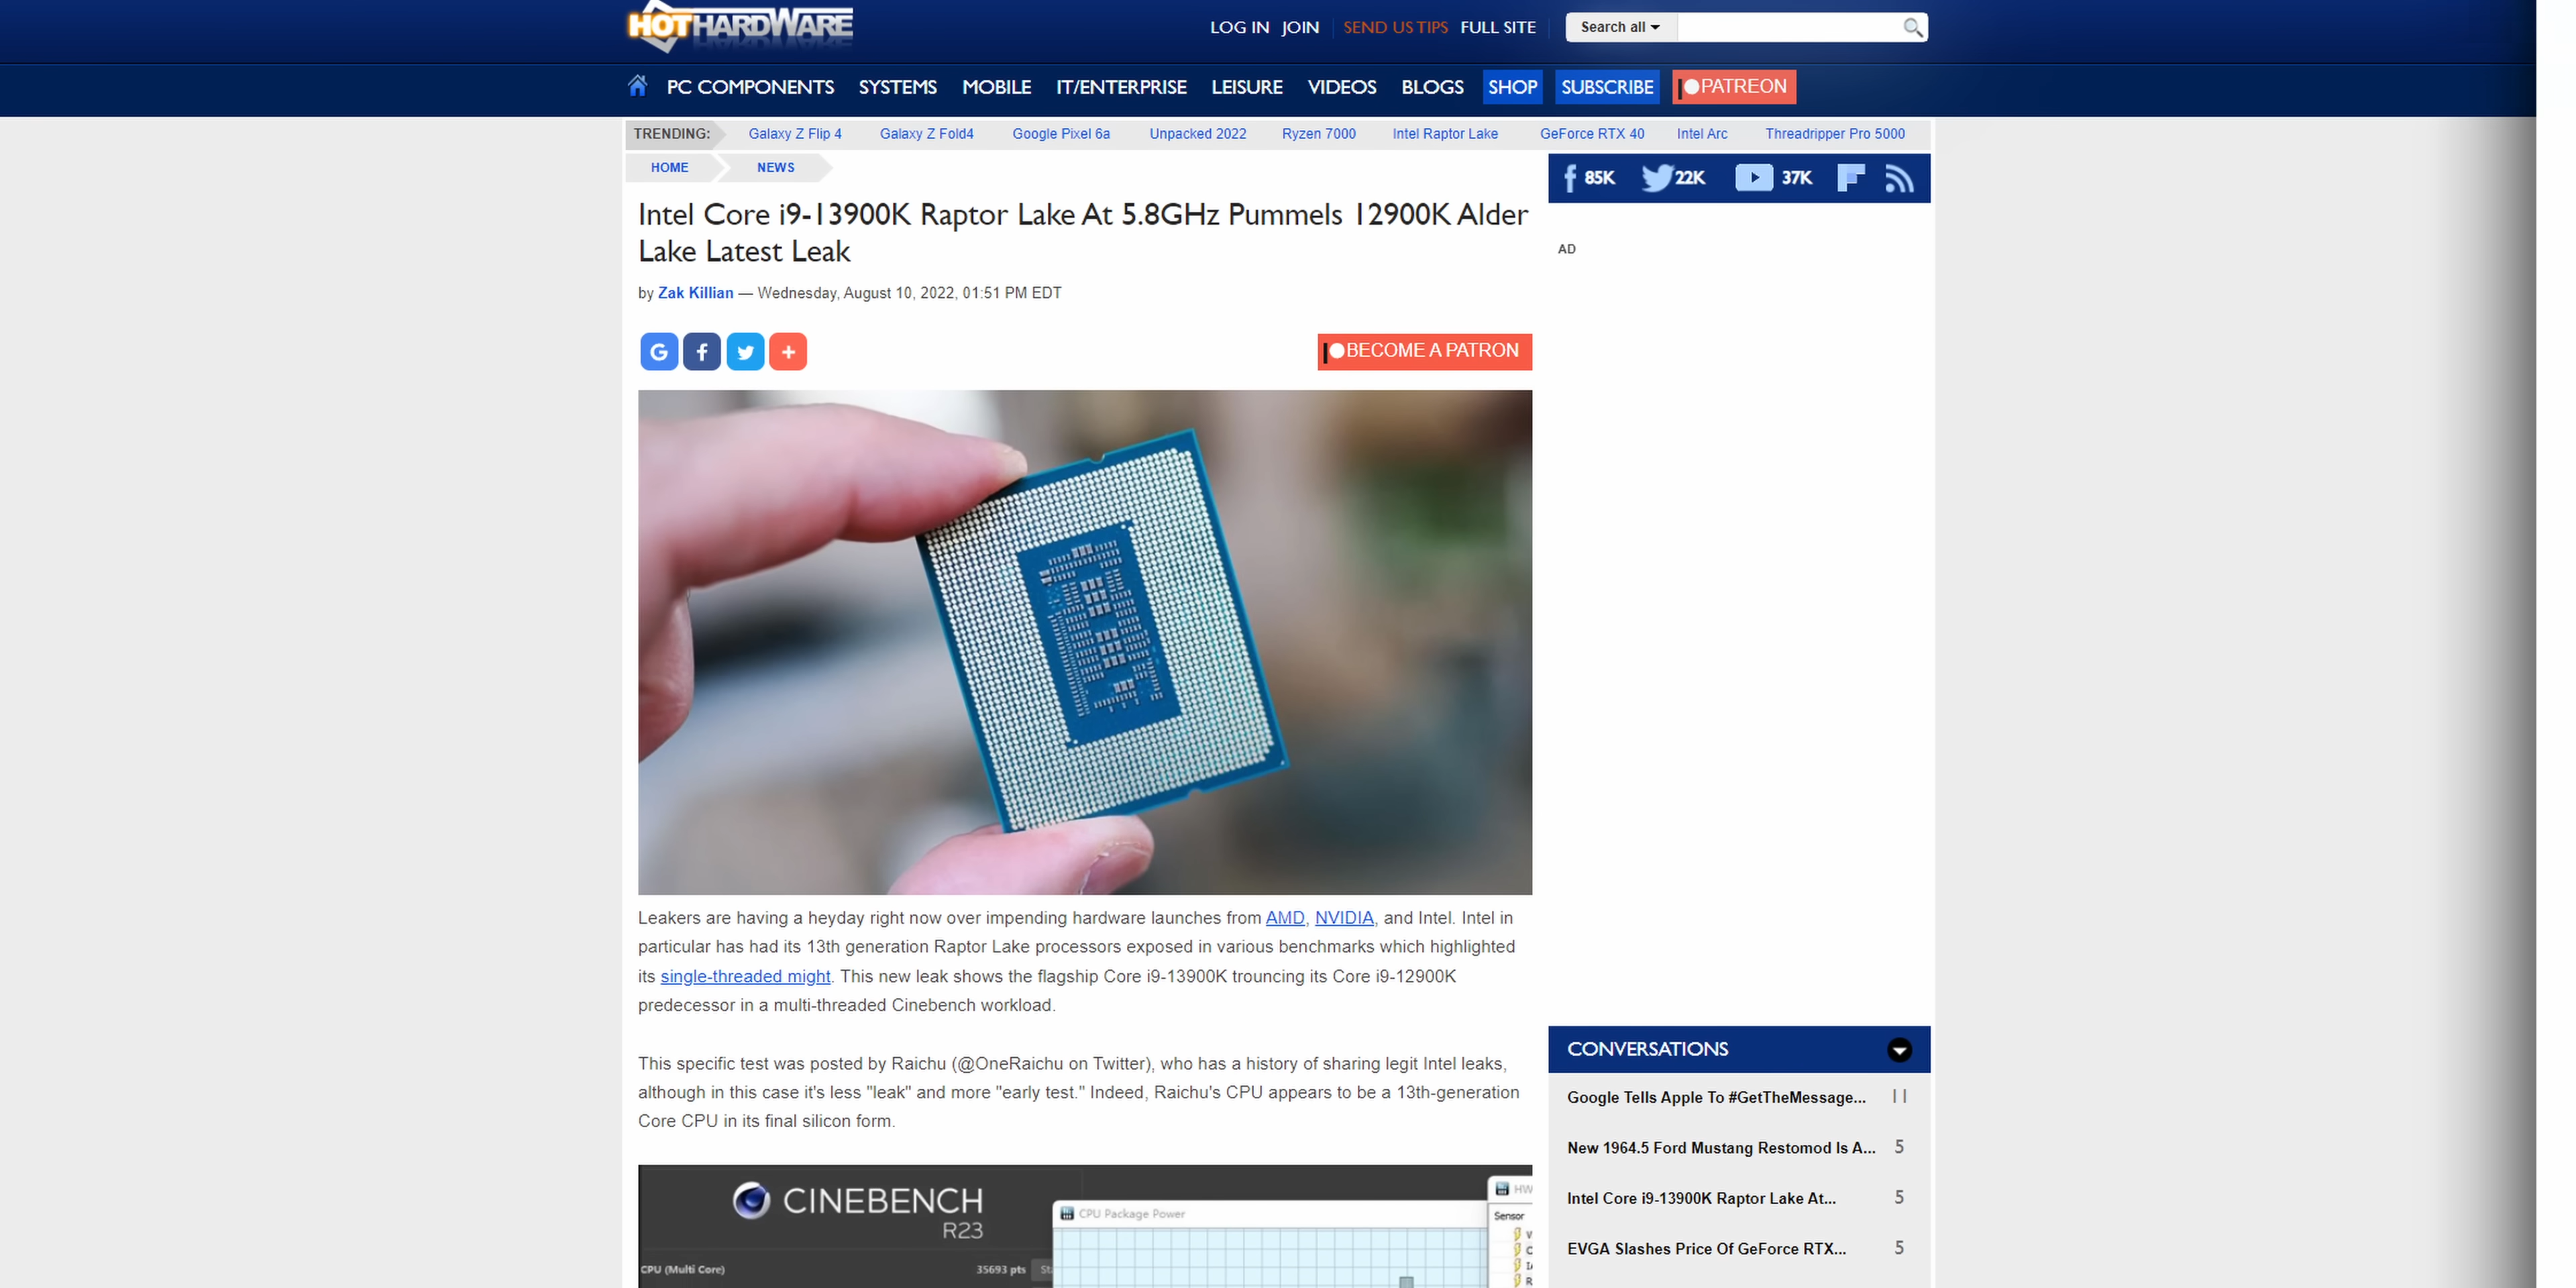 HOTHARDWARE
LOG IN JOIN SEND US TIPS FULL SITE Search all
PC COMPONENTS SYSTEMS MOBILE IT/ENTERPRISE LEISURE VIDEOS BLOGS SHOP SUBSCRIBE PATREON
TRENDING: Galaxy Z Flip 4 Galaxy Z Fold4 Google Pixel 6a Unpacked 2022 Ryzen 7000 Intel Raptor Lake GeForce RTX 40 Intel Arc Threadripper Pro 5000
HOME NEWS
85K 22K 37K
Intel Core i9-13900K Raptor Lake At 5.8GHz Pummels 12900K Alder
Lake Latest Leak
AD
by Zak Killian — Wednesday, August 10, 2022, 01:51 PM EDT
BECOME A PATRON
Leakers are having a heyday right now over impending hardware launches from AMD, NVIDIA, and Intel. Intel in
particular has had its 13th generation Raptor Lake processors exposed in various benchmarks which highlighted
its single-threaded might. This new leak shows the flagship Core i9-13900K trouncing its Core i9-12900K
predecessor in a multi-threaded Cinebench workload.
This specific test was posted by Raichu (@OneRaichu on Twitter), who has a history of sharing legit Intel leaks,
although in this case it's less "leak" and more "early test." Indeed, Raichu's CPU appears to be a 13th-generation
Core CPU in its final silicon form.
CINEBENCH
R23
CPU (Multi Core) 35693 pts
CPU Package Power
HW
Sensor
CONVERSATIONS
Google Tells Apple To #GetTheMessage... 11
New 1964.5 Ford Mustang Restomod Is A... 5
Intel Core i9-13900K Raptor Lake At... 5
EVGA Slashes Price Of GeForce RTX... 5